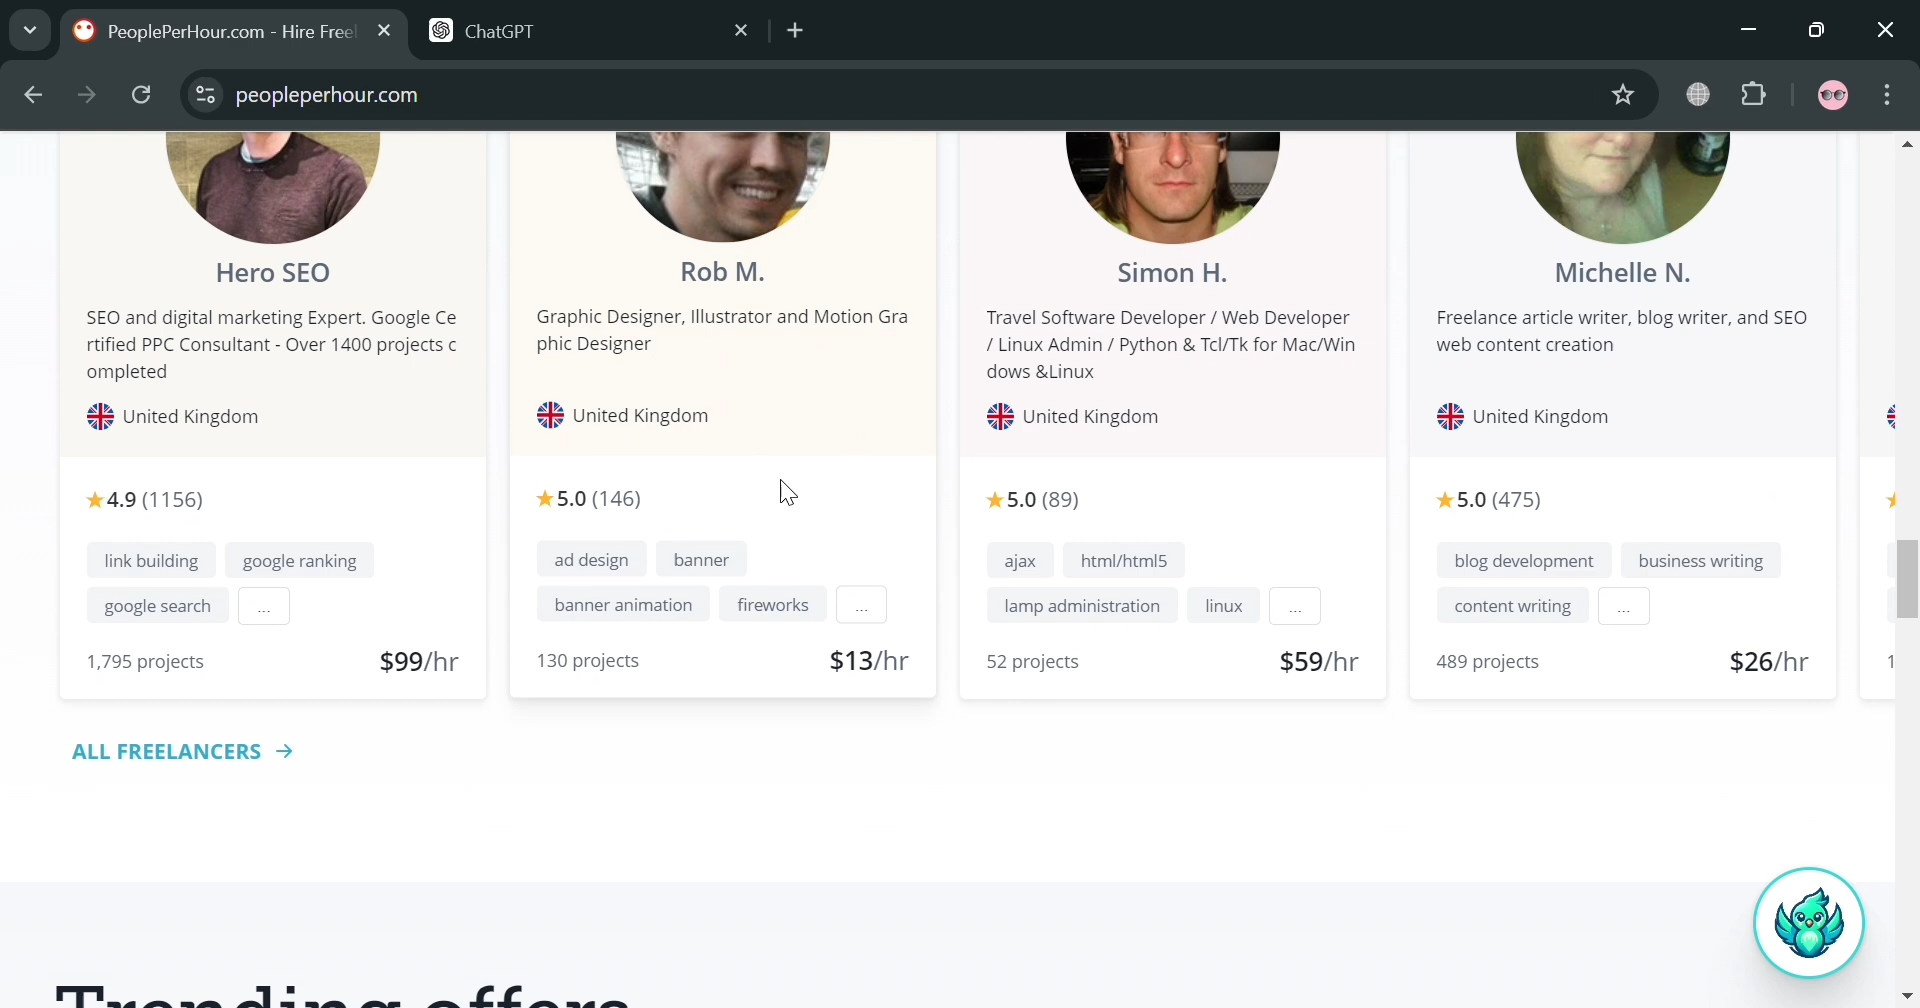 PeoplePerHour.com - Hire Free
ChatGPT
peopleperhour.com
Hero SEO
SEO and digital marketing Expert. Google Ce
rtified PPC Consultant - Over 1400 projects c
ompleted
United Kingdom
4.9 (1156)
link building
google ranking
google search
...
1,795 projects
$99/hr
Rob M.
Graphic Designer, Illustrator and Motion Gra
phic Designer
United Kingdom
5.0 (146)
ad design
banner
banner animation
fireworks
...
130 projects
$13/hr
Simon H.
Travel Software Developer / Web Developer
/ Linux Admin / Python & Tcl/Tk for Mac/Win
dows &Linux
United Kingdom
5.0 (89)
ajax
html/html5
lamp administration
linux
...
52 projects
$59/hr
Michelle N.
Freelance article writer, blog writer, and SEO
web content creation
United Kingdom
5.0 (475)
blog development
business writing
content writing
...
489 projects
$26/hr
1
ALL FREELANCERS →
Trending offers